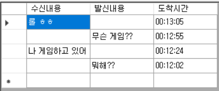 수신내용 발신내용 도착시간
롤 ㅎㅎ 00:13:05
무슨 게임?? 00:12:55
나 게임하고 있어 00:12:24
뭐해?? 00:12:02